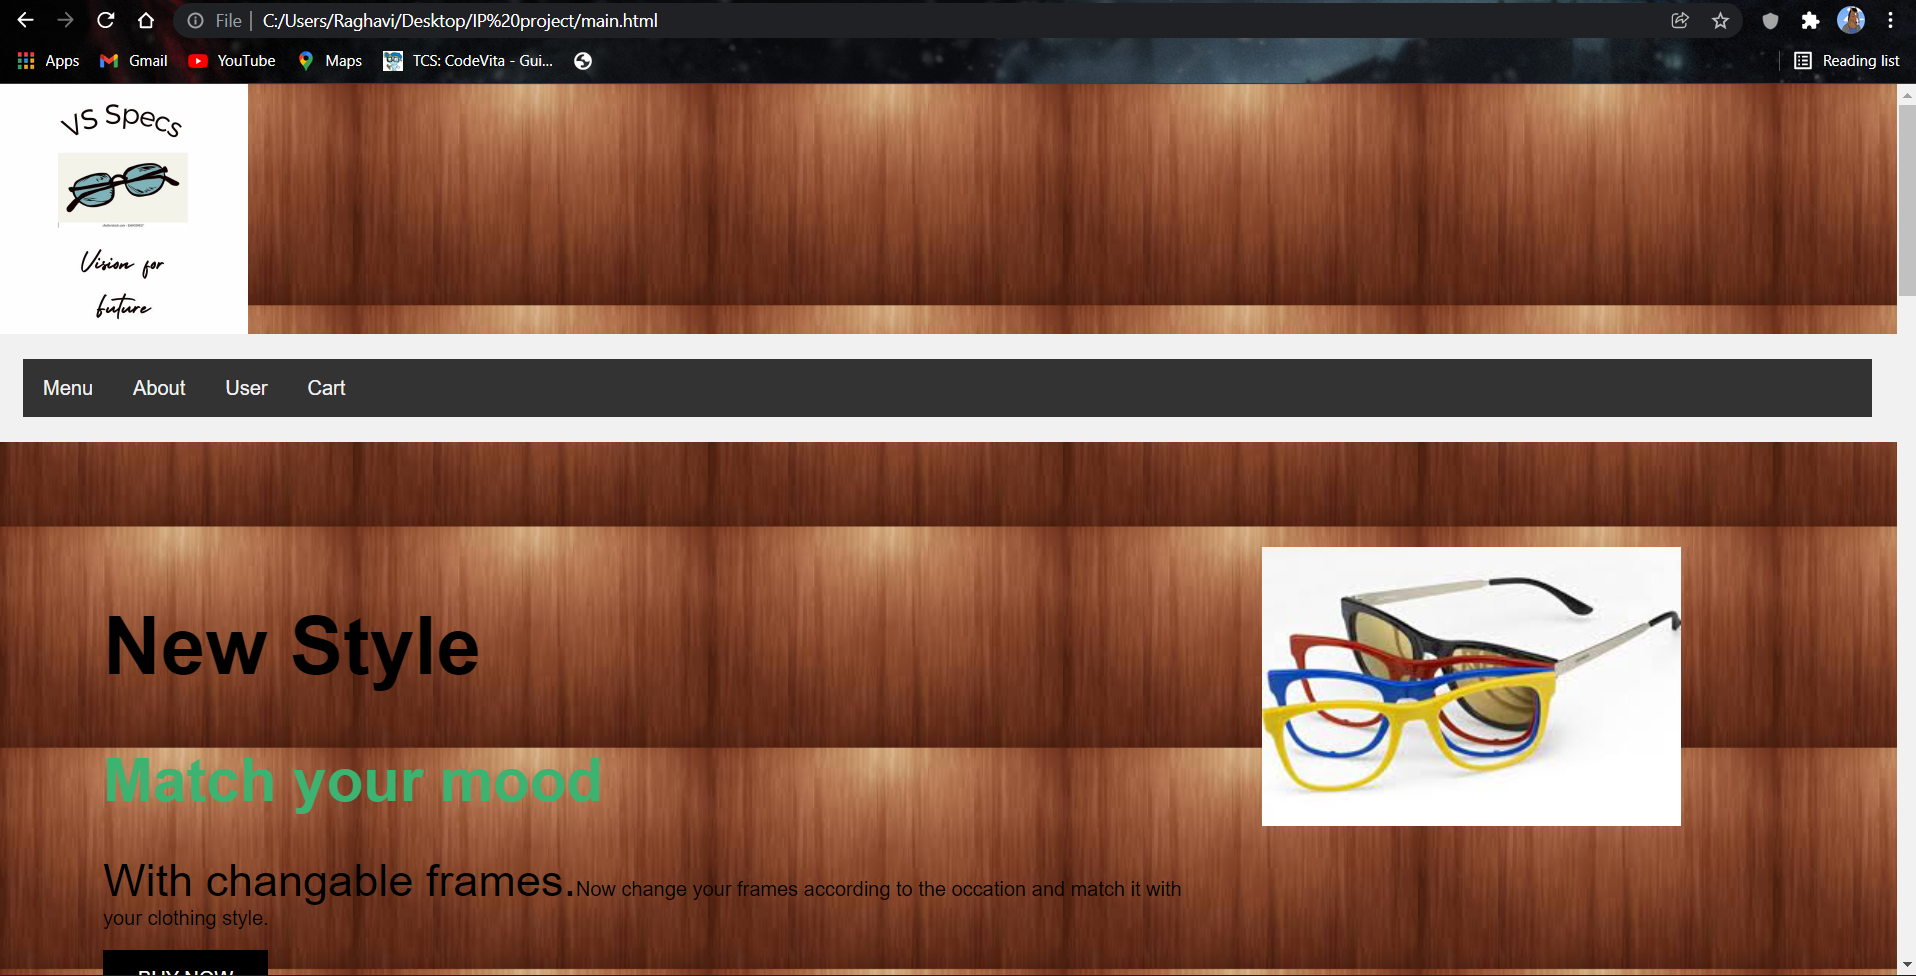 File | C:/Users/Raghavi/Desktop/IP%20project/main.html
Apps Gmail YouTube Maps TCS: CodeVita - Gui... Reading list
VS Specs
Vision for
future
Menu About User Cart
New Style
Match your mood
With changable frames.Now change your frames according to the occation and match it with
your clothing style.
BUY NOW